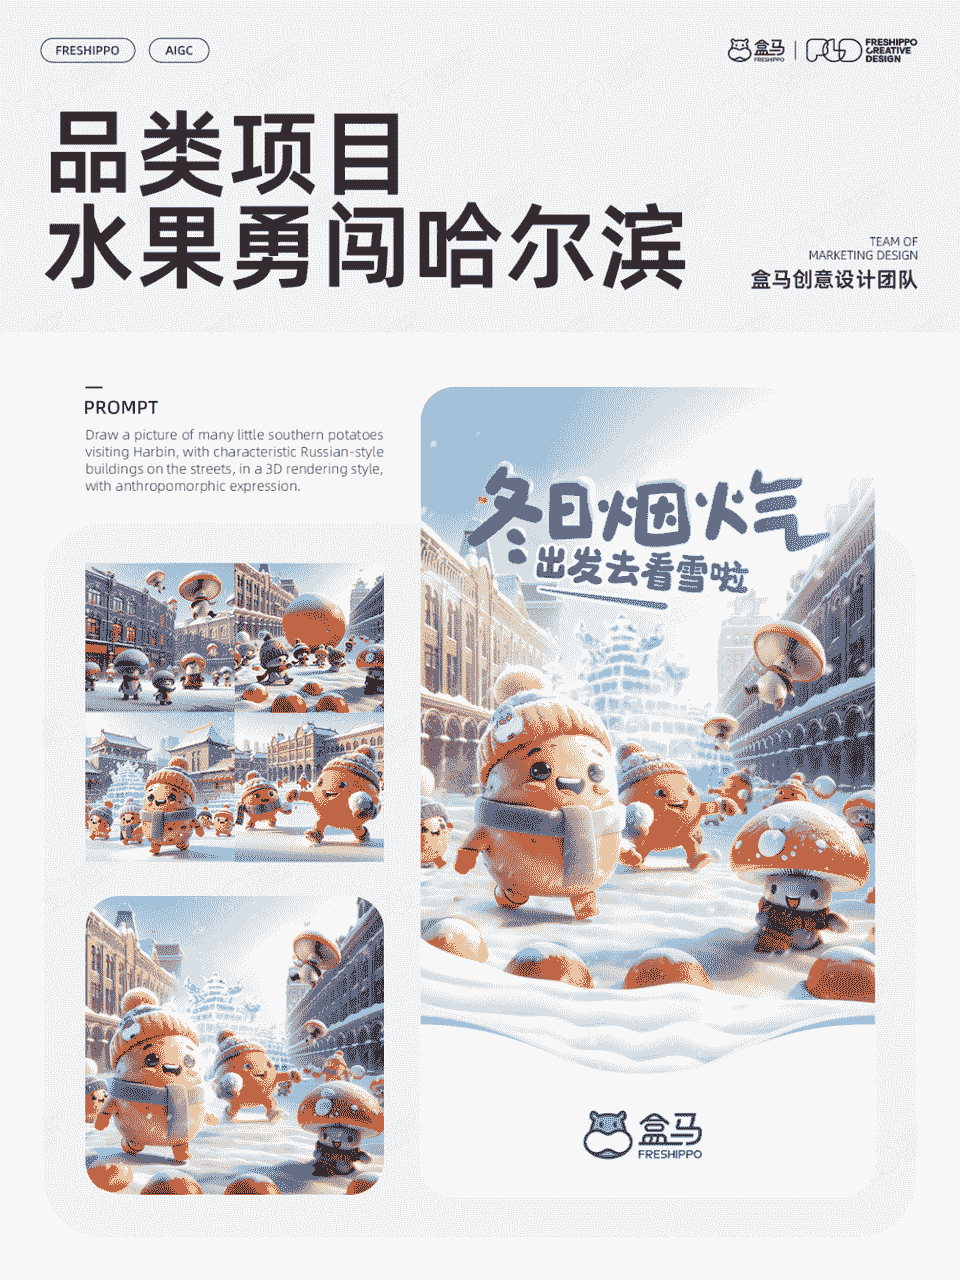 FRESHIPPO
AIGC
盒马
FRESHIPPO
FRESHIPPO
CREATIVE
DESIGN
品类项目
水果勇闯哈尔滨
TEAM OF
MARKETING DESIGN
盒马创意设计团队
PROMPT
Draw a picture of many little southern potatoes
visiting Harbin, with characteristic Russian-style
buildings on the streets, in a 3D rendering style,
with anthropomorphic expression.
冬日烟火气
出发去看雪啦
盒马
FRESHIPPO